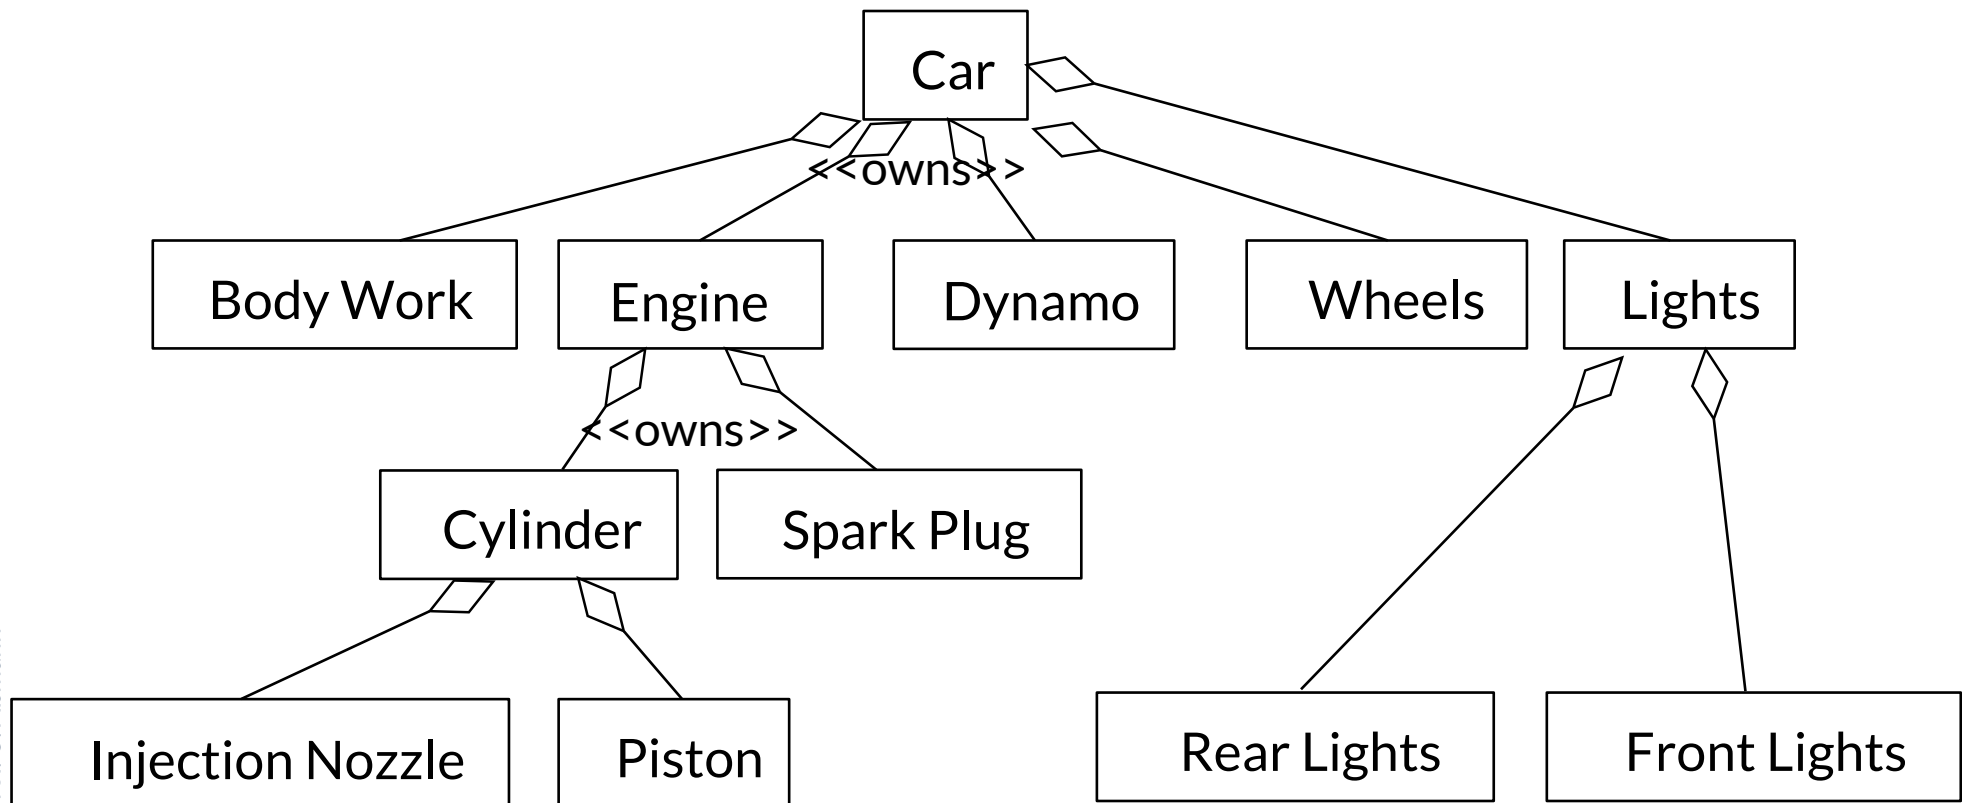 Car
<<owns>>
Body Work
Engine
Dynamo
Wheels
Lights
<<owns>>
Cylinder
Spark Plug
Injection Nozzle
Piston
Rear Lights
Front Lights